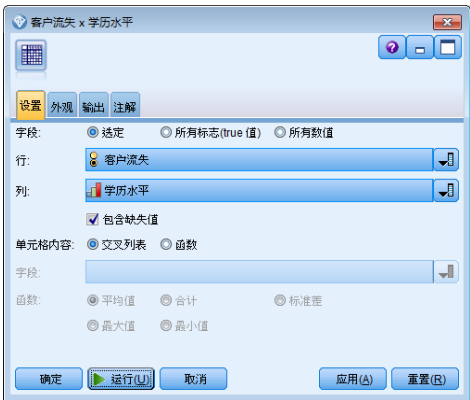 客户流失 x 学历水平
设置 外观 输出 注解
字段: 选定 所有标志(true 值) 所有数值
行: 客户流失
列: 学历水平
包含缺失值
单元格内容: 交叉列表 函数
字段:
函数: 平均值 合计 标准差
最大值 最小值
确定 运行(U) 取消 应用(A) 重置(R)